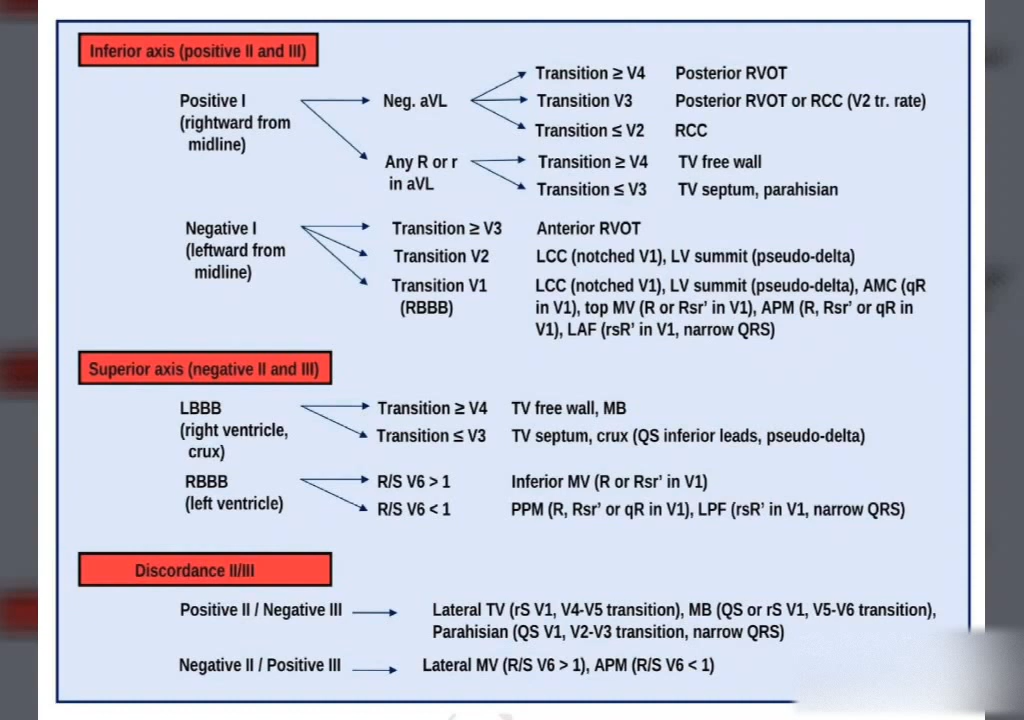 Inferior axis (positive II and III)
Transition ≥ V4 Posterior RVOT
Positive I Neg. aVL Transition V3 Posterior RVOT or RCC (V2 tr. rate)
(rightward from
midline) Transition ≤ V2 RCC
Any R or r Transition ≥ V4 TV free wall
in aVL Transition ≤ V3 TV septum, parahisian
Negative I Transition ≥ V3 Anterior RVOT
(leftward from Transition V2 LCC (notched V1), LV summit (pseudo-delta)
midline)
Transition V1 LCC (notched V1), LV summit (pseudo-delta), AMC (qR
(RBBB) in V1), top MV (R or Rsr’ in V1), APM (R, Rsr’ or qR in
V1), LAF (rsR’ in V1, narrow QRS)
Superior axis (negative II and III)
LBBB Transition ≥ V4 TV free wall, MB
(right ventricle, Transition ≤ V3 TV septum, crux (QS inferior leads, pseudo-delta)
crux)
RBBB R/S V6 > 1 Inferior MV (R or Rsr’ in V1)
(left ventricle) R/S V6 < 1 PPM (R, Rsr’ or qR in V1), LPF (rsR’ in V1, narrow QRS)
Discordance II/III
Positive II / Negative III Lateral TV (rS V1, V4-V5 transition), MB (QS or rS V1, V5-V6 transition),
Parahisian (QS V1, V2-V3 transition, narrow QRS)
Negative II / Positive III Lateral MV (R/S V6 > 1), APM (R/S V6 < 1)